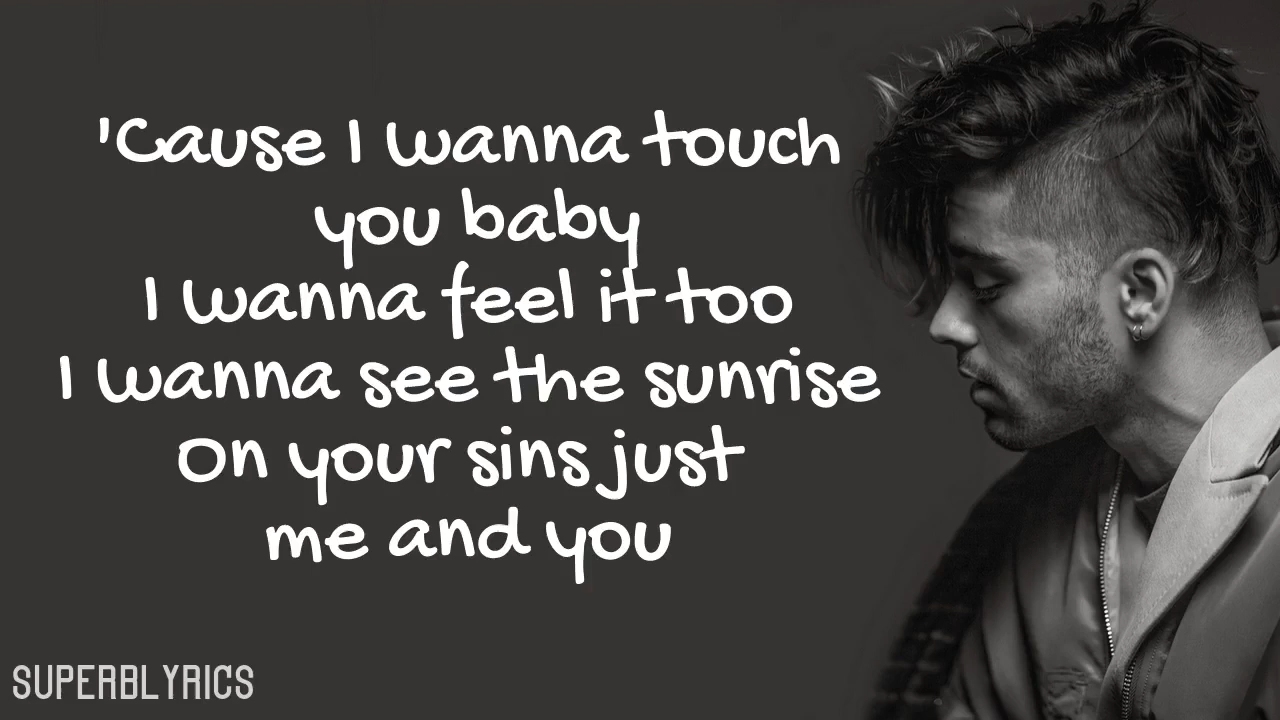 'Cause I wanna touch
you baby
I wanna feel it too
I wanna see the sunrise
On your sins just
me and you
SUPERBLYRICS